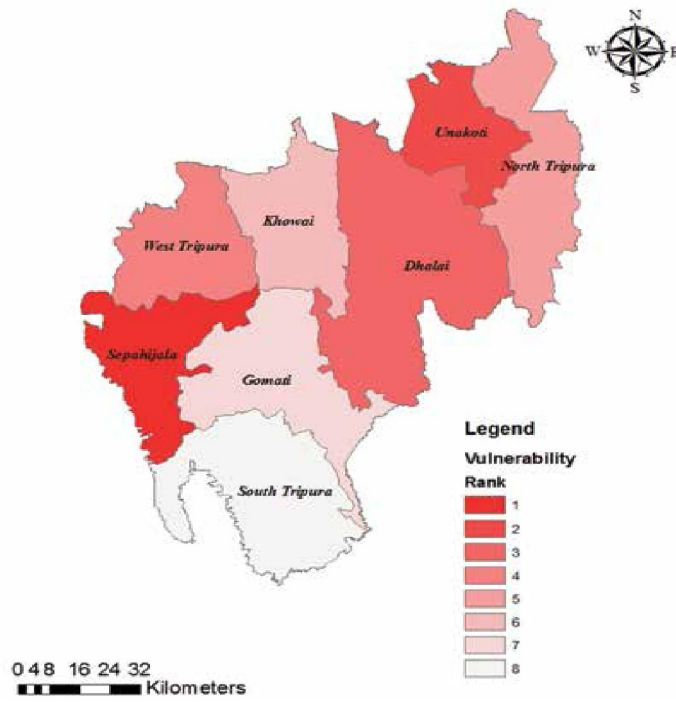 N
W E
S
Unakoti
North Tripura
Khowai
West Tripura
Dhalai
Sepahijala
Gomati
South Tripura
Legend
Vulnerability
Rank
1
2
3
4
5
6
7
8
0 4 8 16 24 32
Kilometers